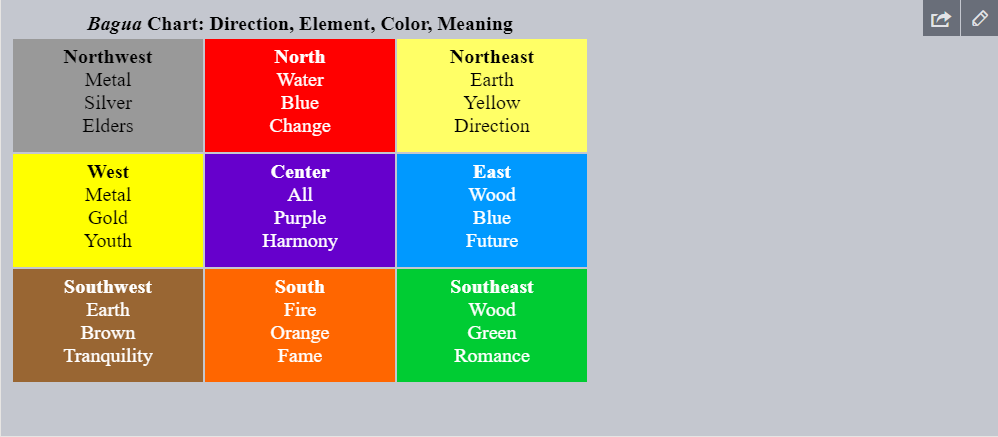 Bagua Chart: Direction, Element, Color, Meaning
Northwest
Metal
Silver
Elders
North
Water
Blue
Change
Northeast
Earth
Yellow
Direction
West
Metal
Gold
Youth
Center
All
Purple
Harmony
East
Wood
Blue
Future
Southwest
Earth
Brown
Tranquility
South
Fire
Orange
Fame
Southeast
Wood
Green
Romance